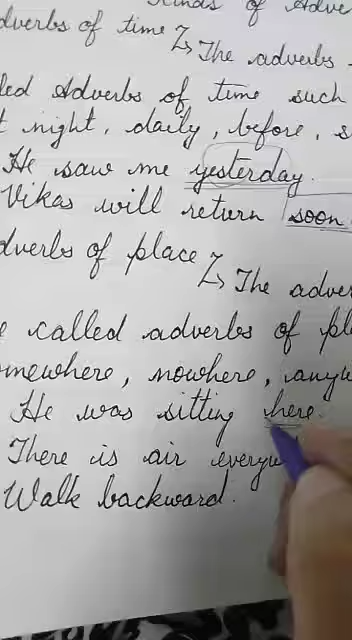 Kinds of Adve
dverbs of time → The adverbs
led Adverbs of time such
t night, daily, before, s
He saw me yesterday.
Vikas will return soon.
dverbs of place → The adver
e called adverbs of pl
omewhere, nowhere, anyw
He was sitting here.
There is air everyw
Walk backward.